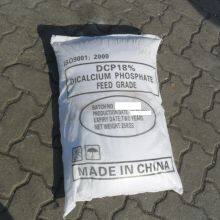 ISO9001: 2000
DCP18%
DICALCIUM PHOSPHATE
FEED GRADE
BATCH NO
PRODUCTION DATE:
EXPIRY DATE: TWO YEARS
NET WEIGHT: 25KGS
MADE IN CHINA